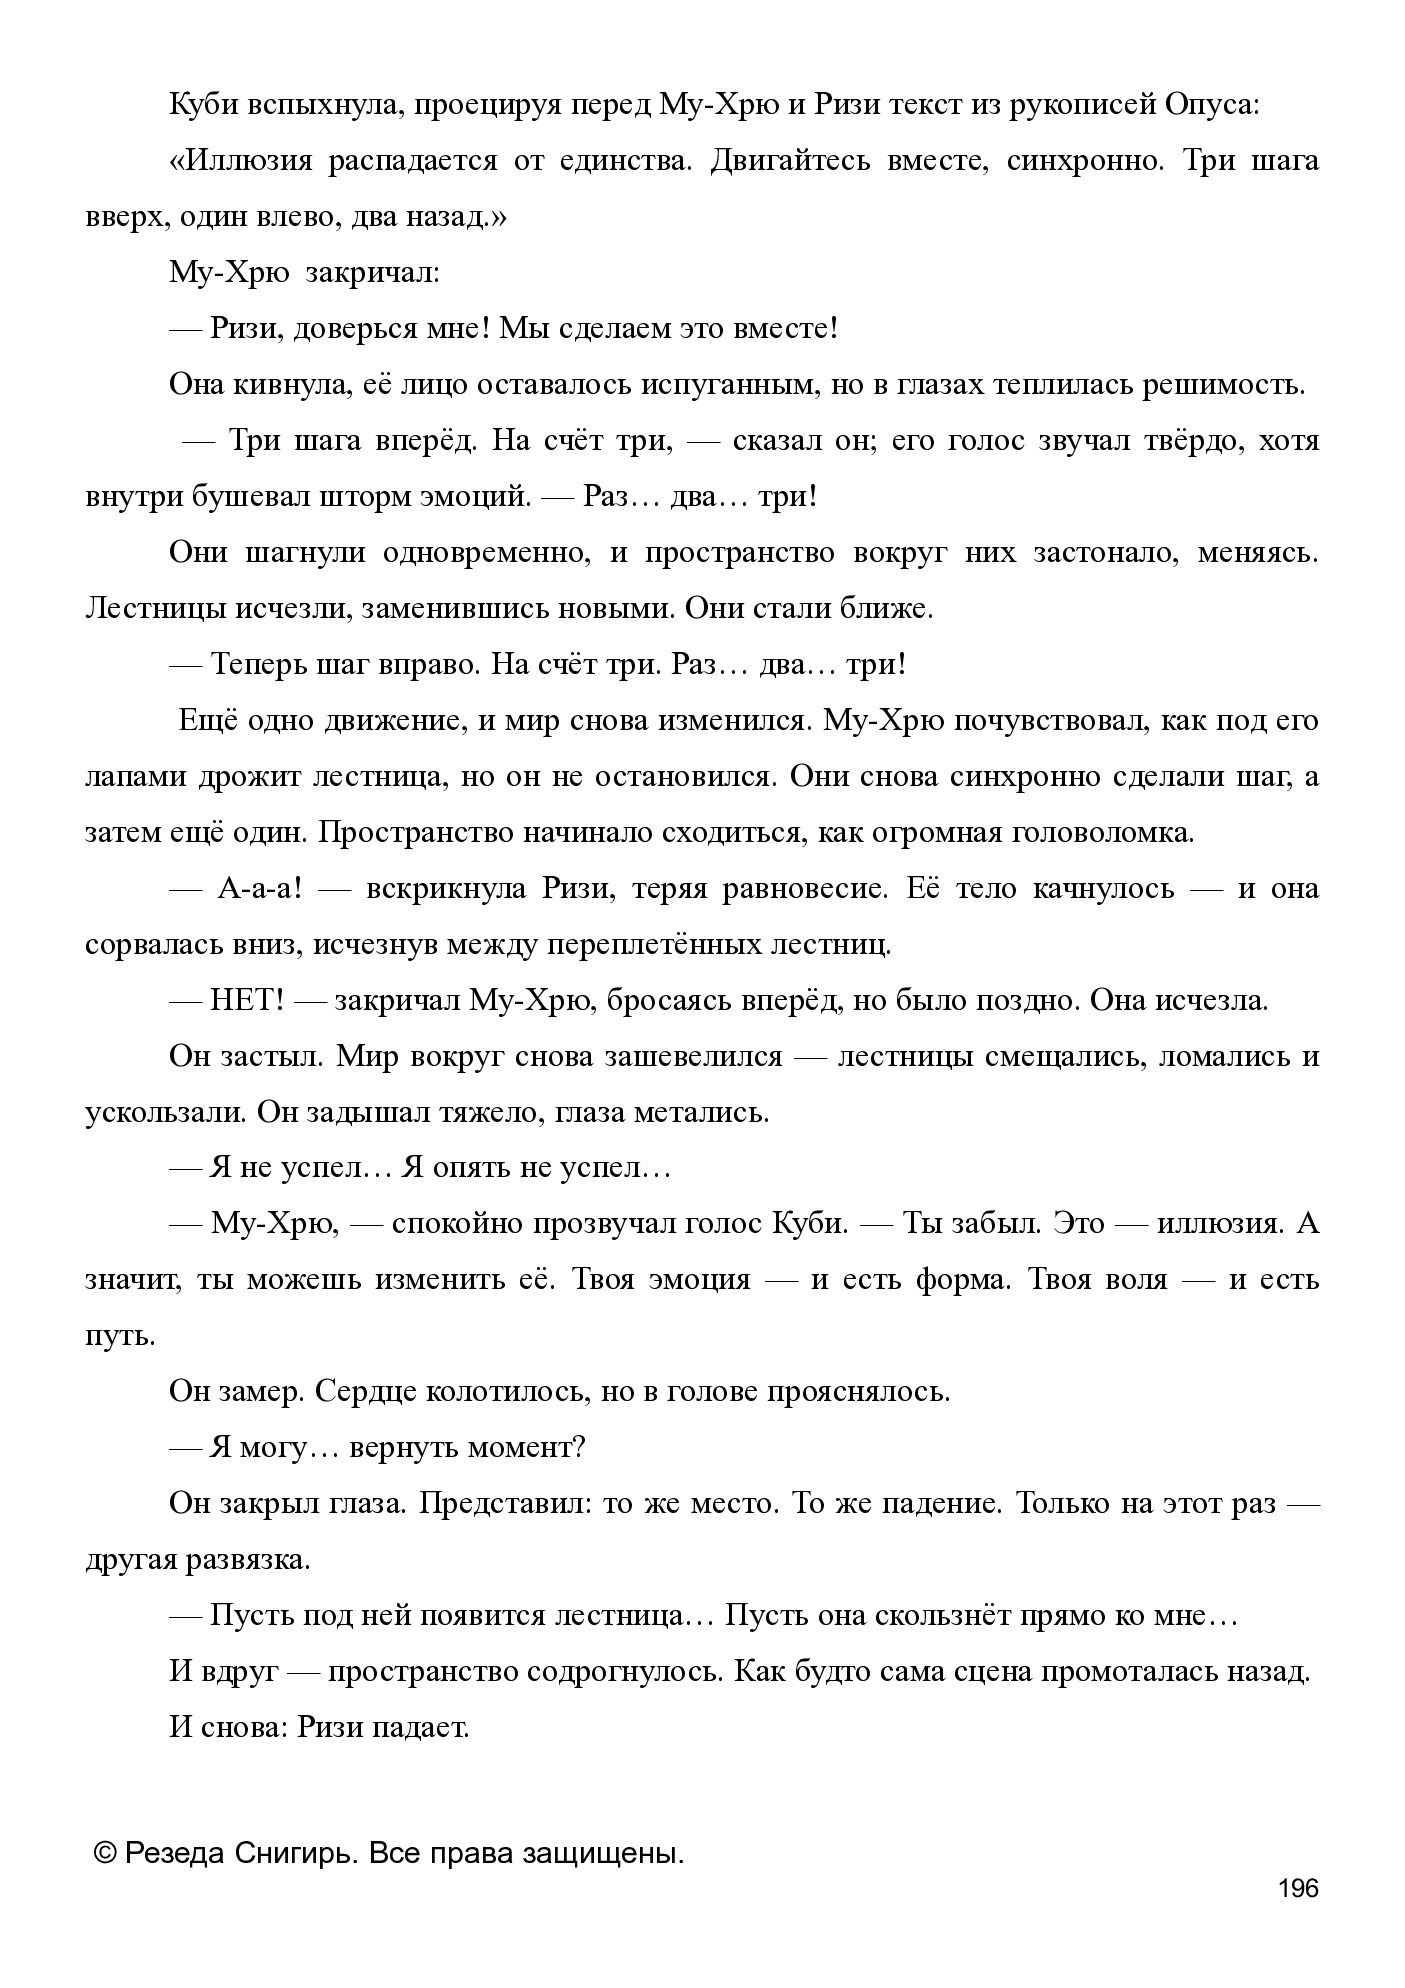 Куби вспыхнула, проецируя перед Му-Хрю и Ризи текст из рукописей Опуса:
«Иллюзия распадается от единства. Двигайтесь вместе, синхронно. Три шага
вверх, один влево, два назад.»
Му-Хрю  закричал:
— Ризи, доверься мне! Мы сделаем это вместе!
Она кивнула, её лицо оставалось испуганным, но в глазах теплилась решимость.
— Три шага вперёд. На счёт три, — сказал он; его голос звучал твёрдо, хотя
внутри бушевал шторм эмоций. — Раз… два… три!
Они шагнули одновременно, и пространство вокруг них застонало, меняясь.
Лестницы исчезли, заменившись новыми. Они стали ближе.
— Теперь шаг вправо. На счёт три. Раз… два… три!
Ещё одно движение, и мир снова изменился. Му-Хрю почувствовал, как под его
лапами дрожит лестница, но он не остановился. Они снова синхронно сделали шаг, а
затем ещё один. Пространство начинало сходиться, как огромная головоломка.
— А-а-а! — вскрикнула Ризи, теряя равновесие. Её тело качнулось — и она
сорвалась вниз, исчезнув между переплетённых лестниц.
— НЕТ! — закричал Му-Хрю, бросаясь вперёд, но было поздно. Она исчезла.
Он застыл. Мир вокруг снова зашевелился — лестницы смещались, ломались и
ускользали. Он задышал тяжело, глаза метались.
— Я не успел… Я опять не успел…
— Му-Хрю, — спокойно прозвучал голос Куби. — Ты забыл. Это — иллюзия. А
значит, ты можешь изменить её. Твоя эмоция — и есть форма. Твоя воля — и есть
путь.
Он замер. Сердце колотилось, но в голове прояснялось.
— Я могу… вернуть момент?
Он закрыл глаза. Представил: то же место. То же падение. Только на этот раз —
другая развязка.
— Пусть под ней появится лестница… Пусть она скользнёт прямо ко мне…
И вдруг — пространство содрогнулось. Как будто сама сцена промоталась назад.
И снова: Ризи падает.
© Резеда Снигирь. Все права защищены.
196